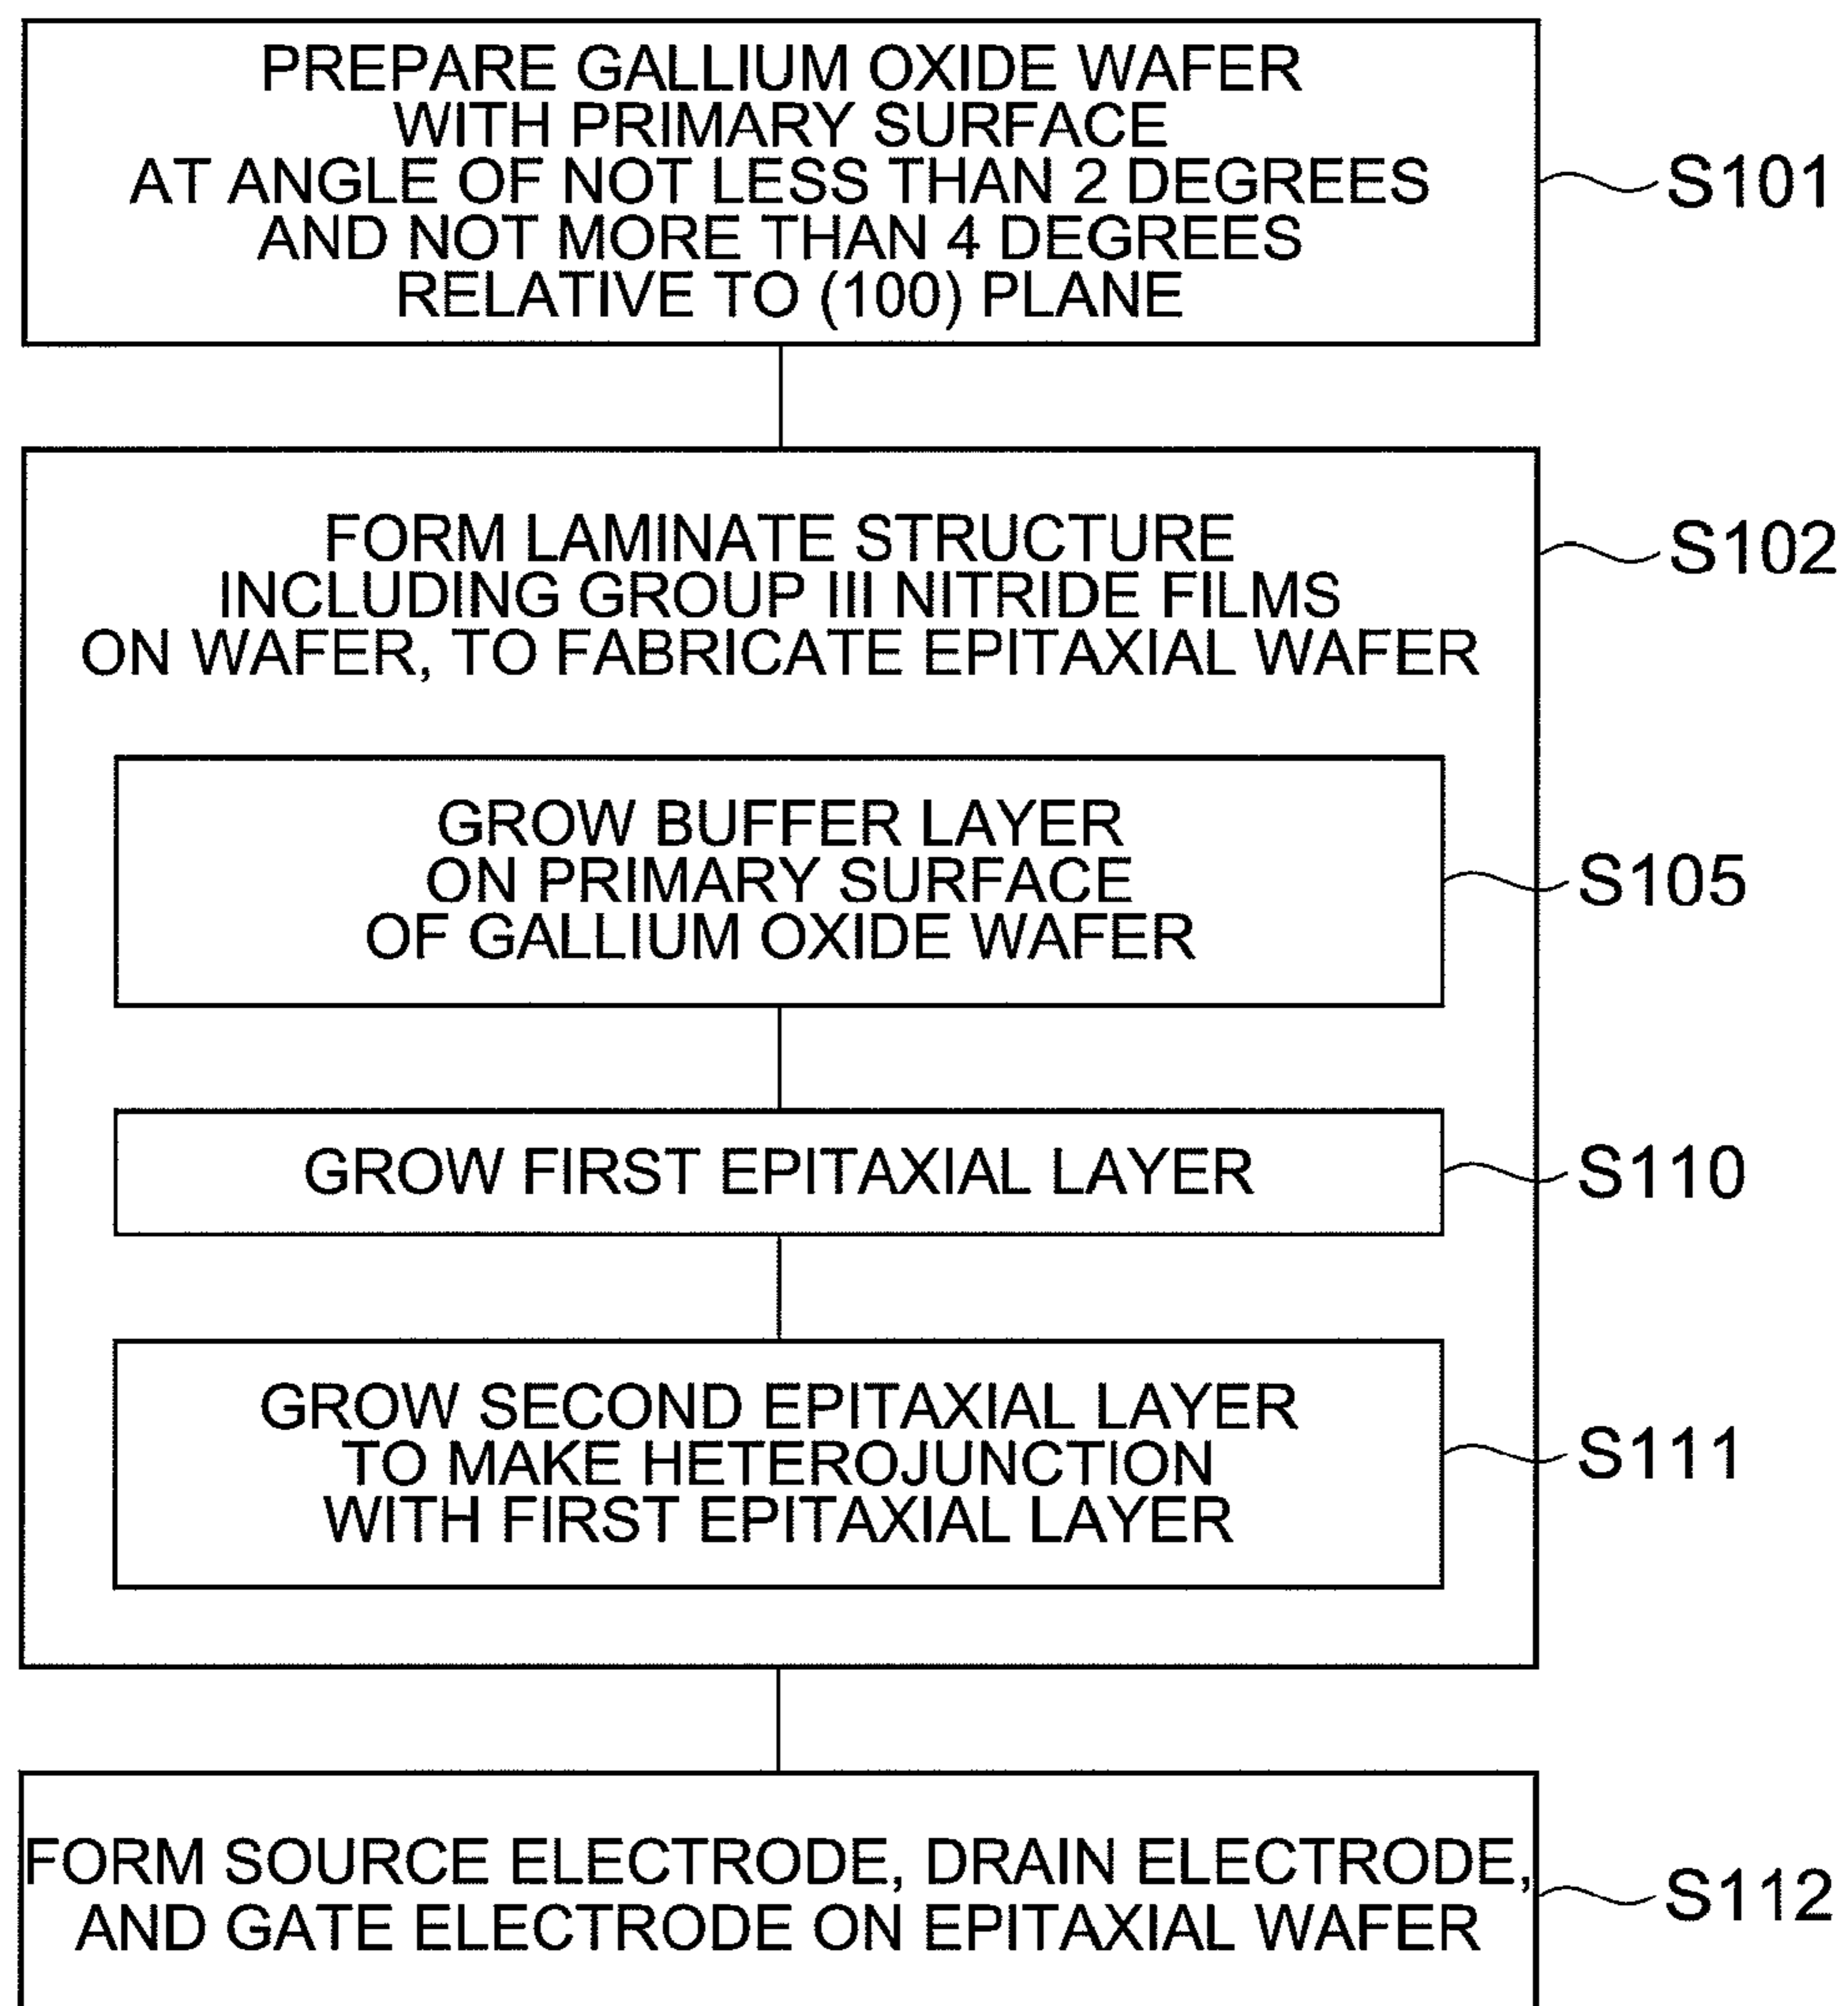 PREPARE GALLIUM OXIDE WAFER
WITH PRIMARY SURFACE
AT ANGLE OF NOT LESS THAN 2 DEGREES
AND NOT MORE THAN 4 DEGREES
RELATIVE TO (100) PLANE
S101
FORM LAMINATE STRUCTURE
INCLUDING GROUP III NITRIDE FILMS
ON WAFER, TO FABRICATE EPITAXIAL WAFER
S102
GROW BUFFER LAYER
ON PRIMARY SURFACE
OF GALLIUM OXIDE WAFER
S105
GROW FIRST EPITAXIAL LAYER
S110
GROW SECOND EPITAXIAL LAYER
TO MAKE HETEROJUNCTION
WITH FIRST EPITAXIAL LAYER
S111
FORM SOURCE ELECTRODE, DRAIN ELECTRODE,
AND GATE ELECTRODE ON EPITAXIAL WAFER
S112